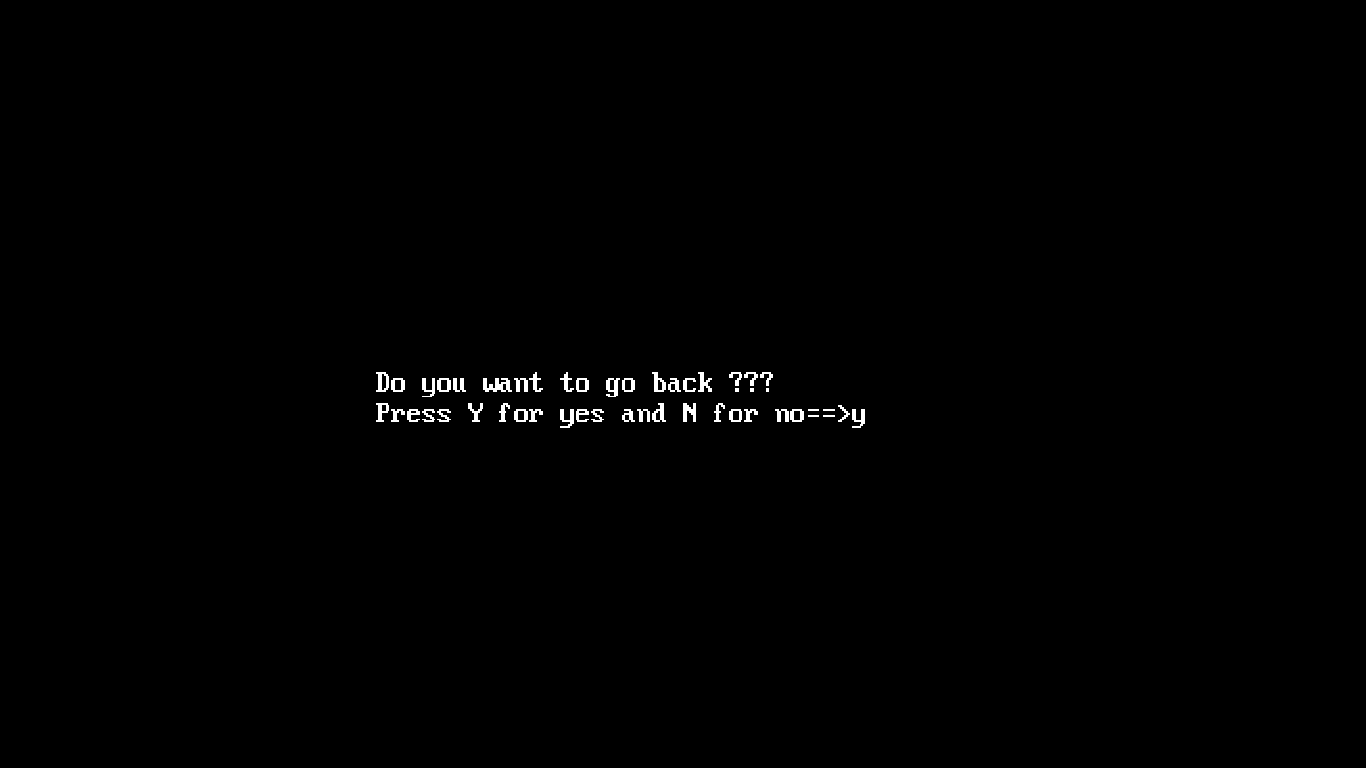 Do you want to go back ???
Press Y for yes and N for no==>y